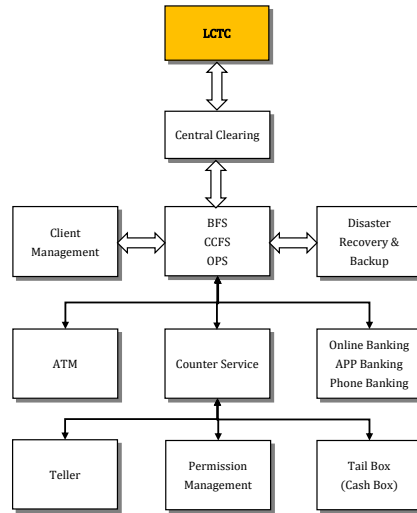 LCTC
Central Clearing
Client
Management
BFS
CCFS
OPS
Disaster
Recovery &
Backup
ATM
Counter Service
Online Banking
APP Banking
Phone Banking
Teller
Permission
Management
Tail Box
(Cash Box)